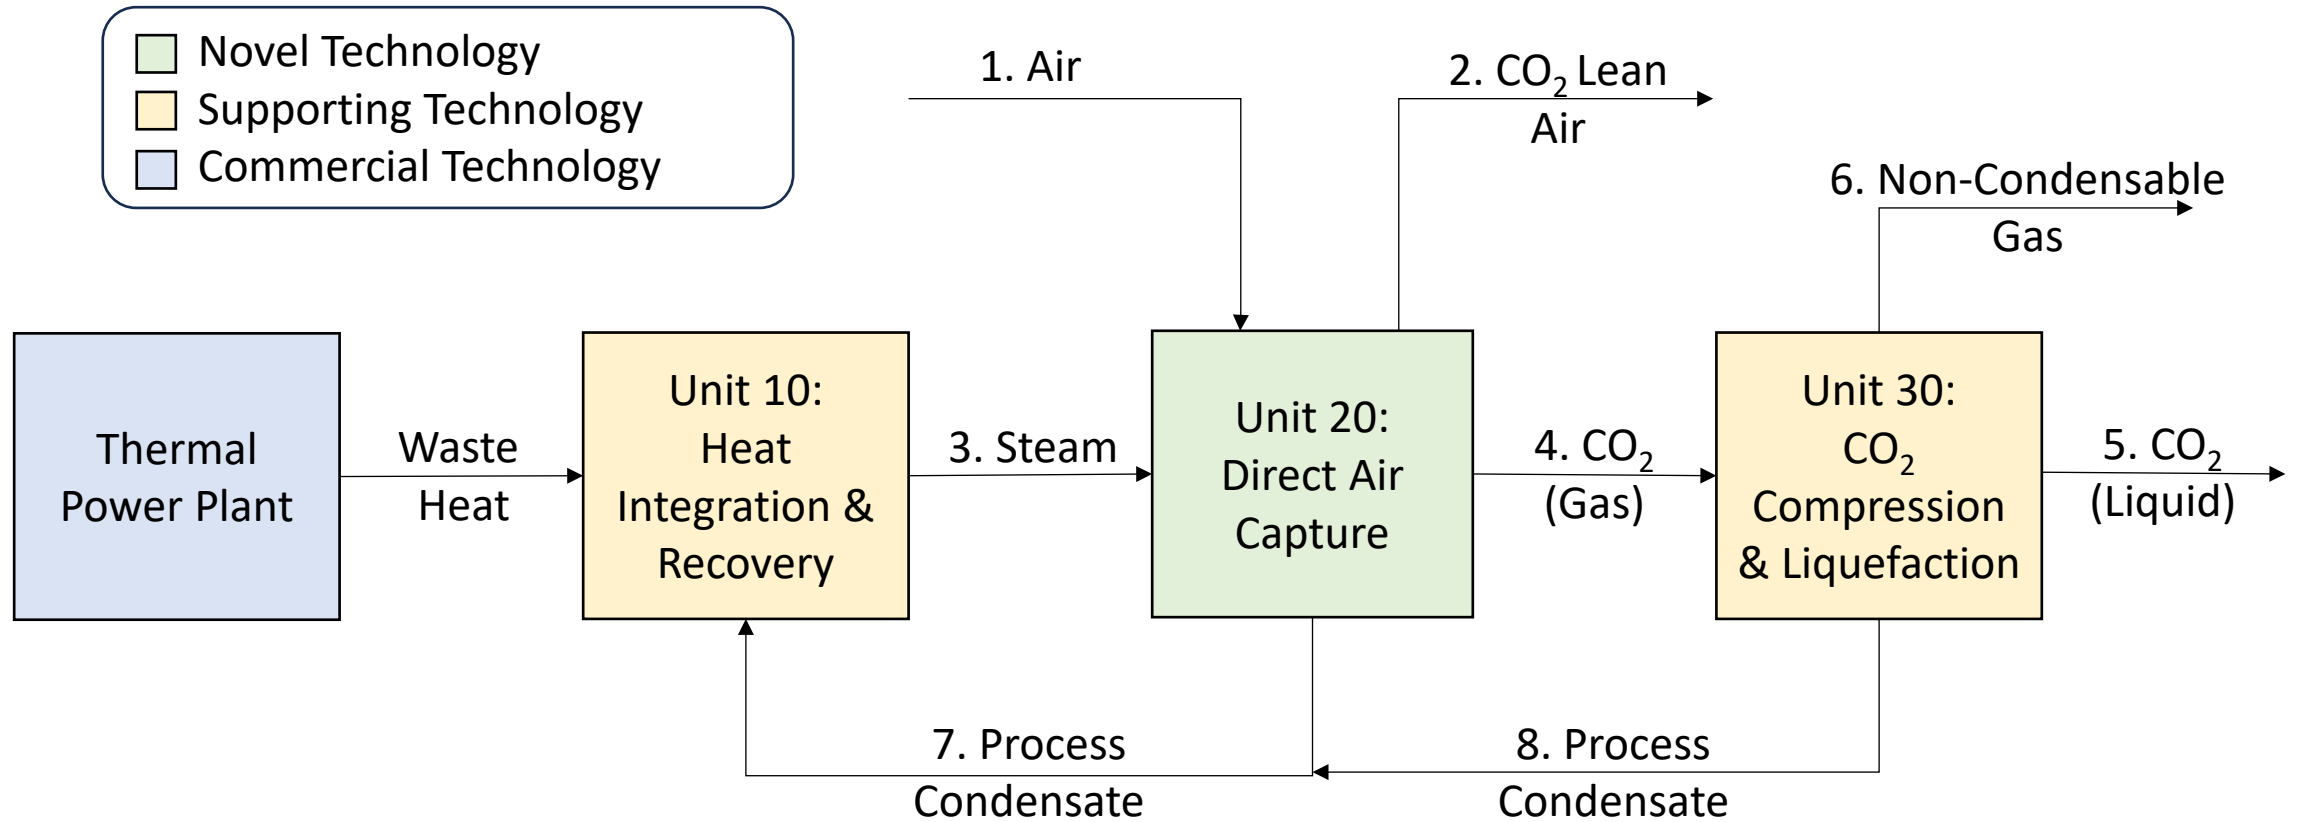 Novel Technology
Supporting Technology
Commercial Technology
1. Air
2. CO₂ Lean
Air
6. Non-Condensable
Gas
Thermal
Power Plant
Waste
Heat
Unit 10:
Heat
Integration &
Recovery
3. Steam
Unit 20:
Direct Air
Capture
4. CO₂
(Gas)
Unit 30:
CO₂
Compression
& Liquefaction
5. CO₂
(Liquid)
7. Process
Condensate
8. Process
Condensate